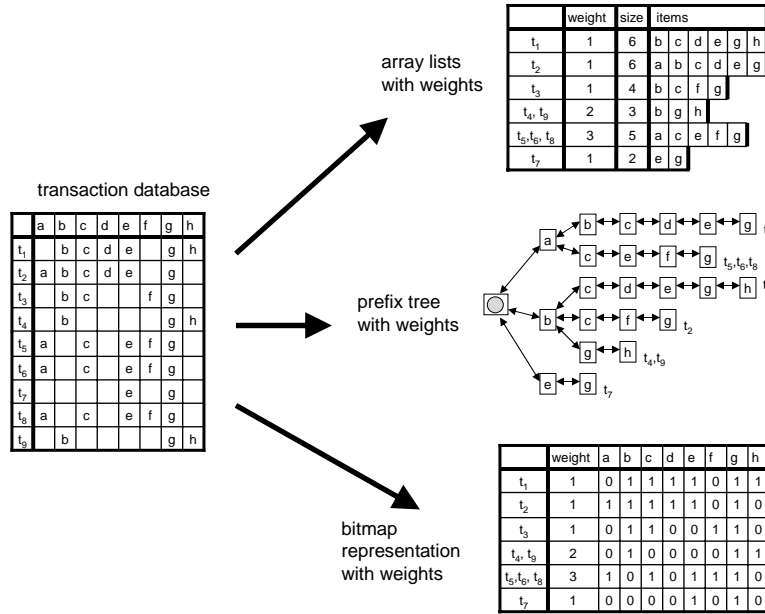 weight size items
t1 1 6 b c d e g h
t2 1 6 a b c d e g
t3 1 4 b c f g
t4, t9 2 3 b g h
t5,t6, t8 3 5 a c e f g
t7 1 2 e g
array lists
with weights
transaction database
a b c d e f g h
t1 b c d e g h
t2 a b c d e g
t3 b c f g
t4 b g h
t5 a c e f g
t6 a c e f g
t7 e g
t8 a c e f g
t9 b g h
prefix tree
with weights
a b c d e g t
c e f g t5,t6,t8
b c d e g h t
c f g t2
g h t4,t9
e g t7
bitmap
representation
with weights
weight a b c d e f g h
t1 1 0 1 1 1 1 0 1 1
t2 1 1 1 1 1 1 0 1 0
t3 1 0 1 1 0 0 1 1 0
t4, t9 2 0 1 0 0 0 0 1 1
t5,t6, t8 3 1 0 1 0 1 1 1 0
t7 1 0 0 0 0 1 0 1 0